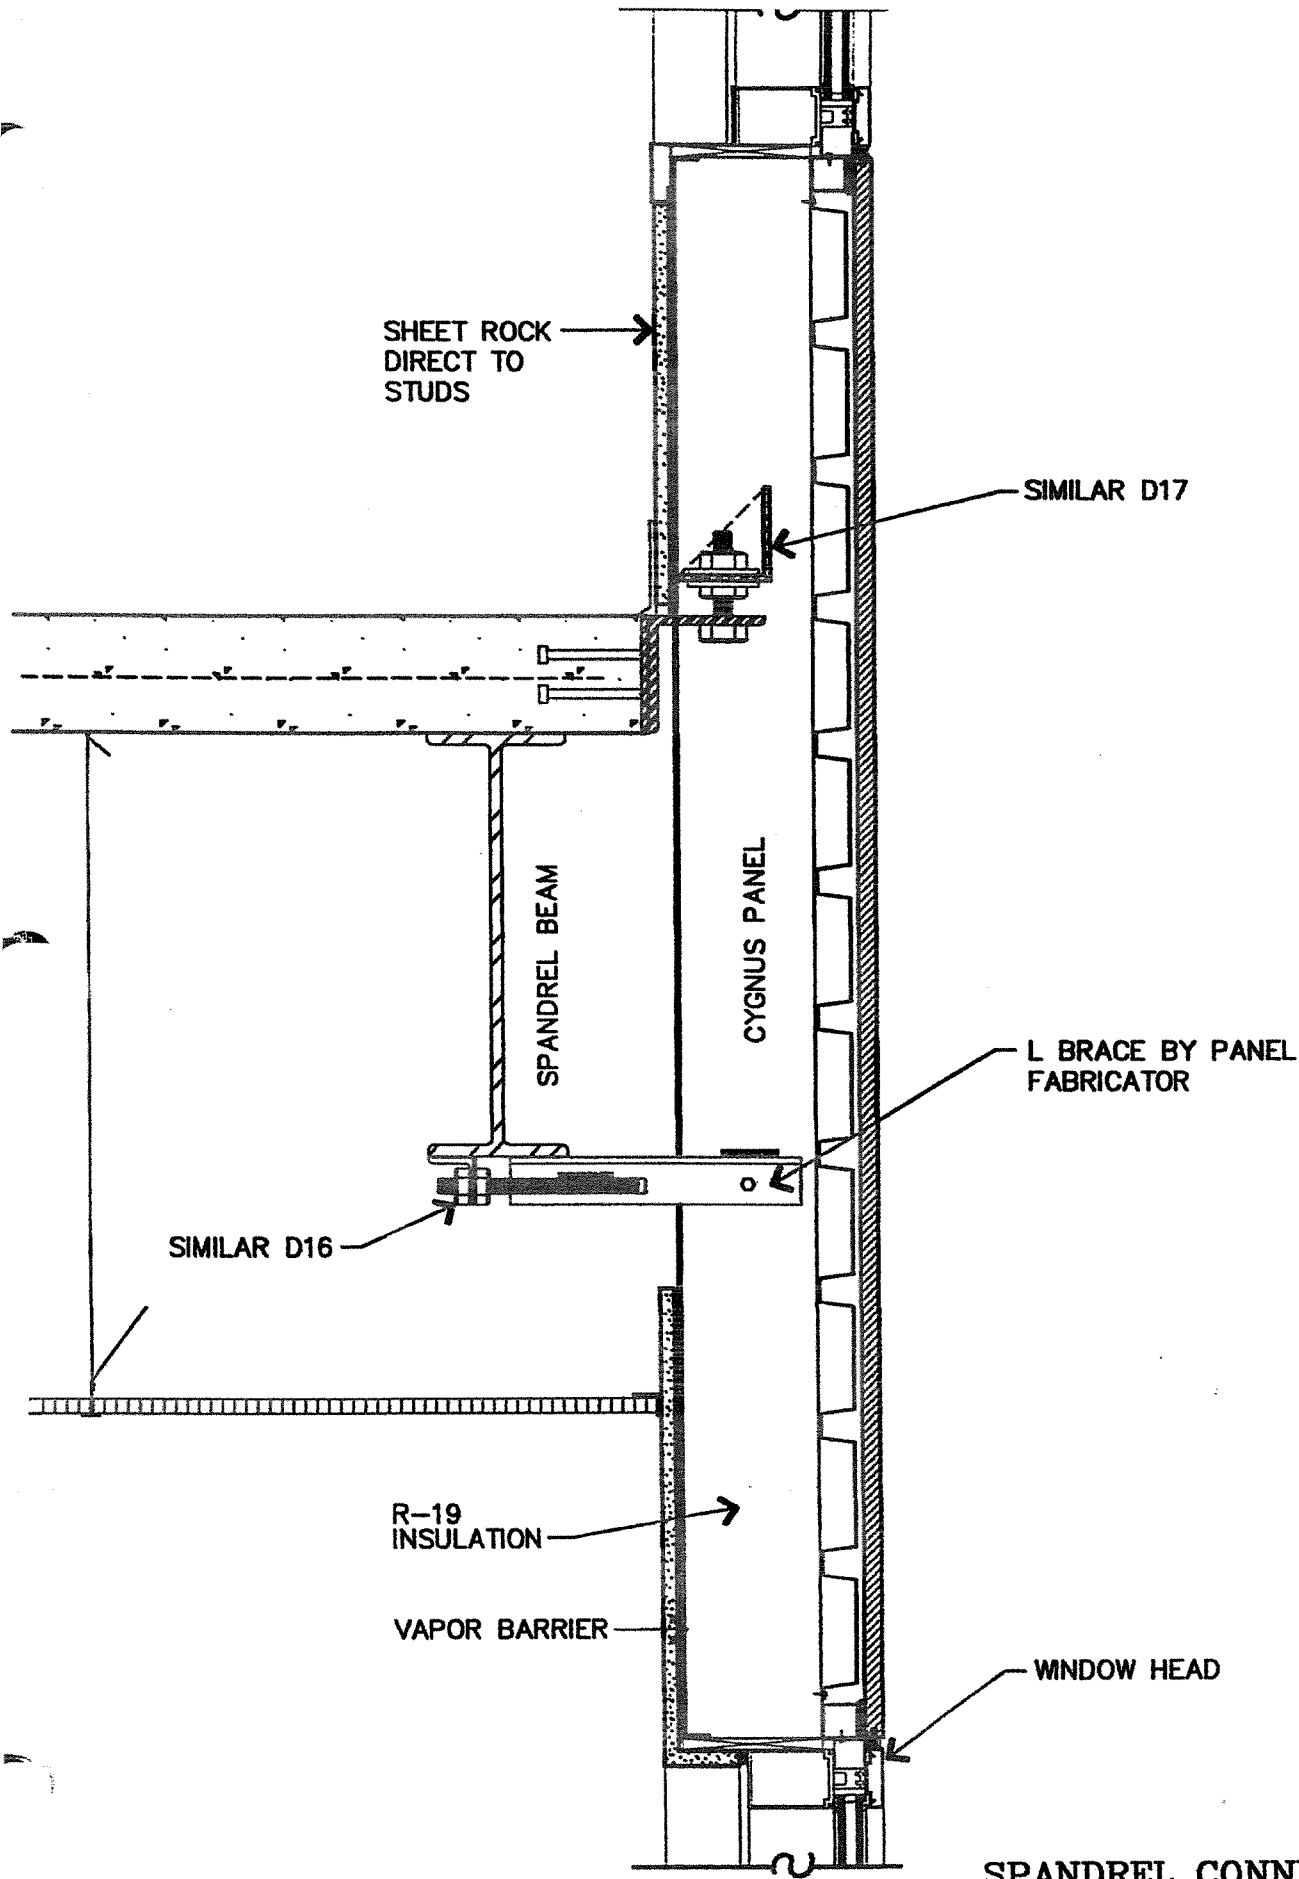 SHEET ROCK
DIRECT TO
STUDS
SIMILAR D17
SPANDREL BEAM
CYGNUS PANEL
L BRACE BY PANEL
FABRICATOR
SIMILAR D16
R-19
INSULATION
VAPOR BARRIER
WINDOW HEAD
SPANDREL